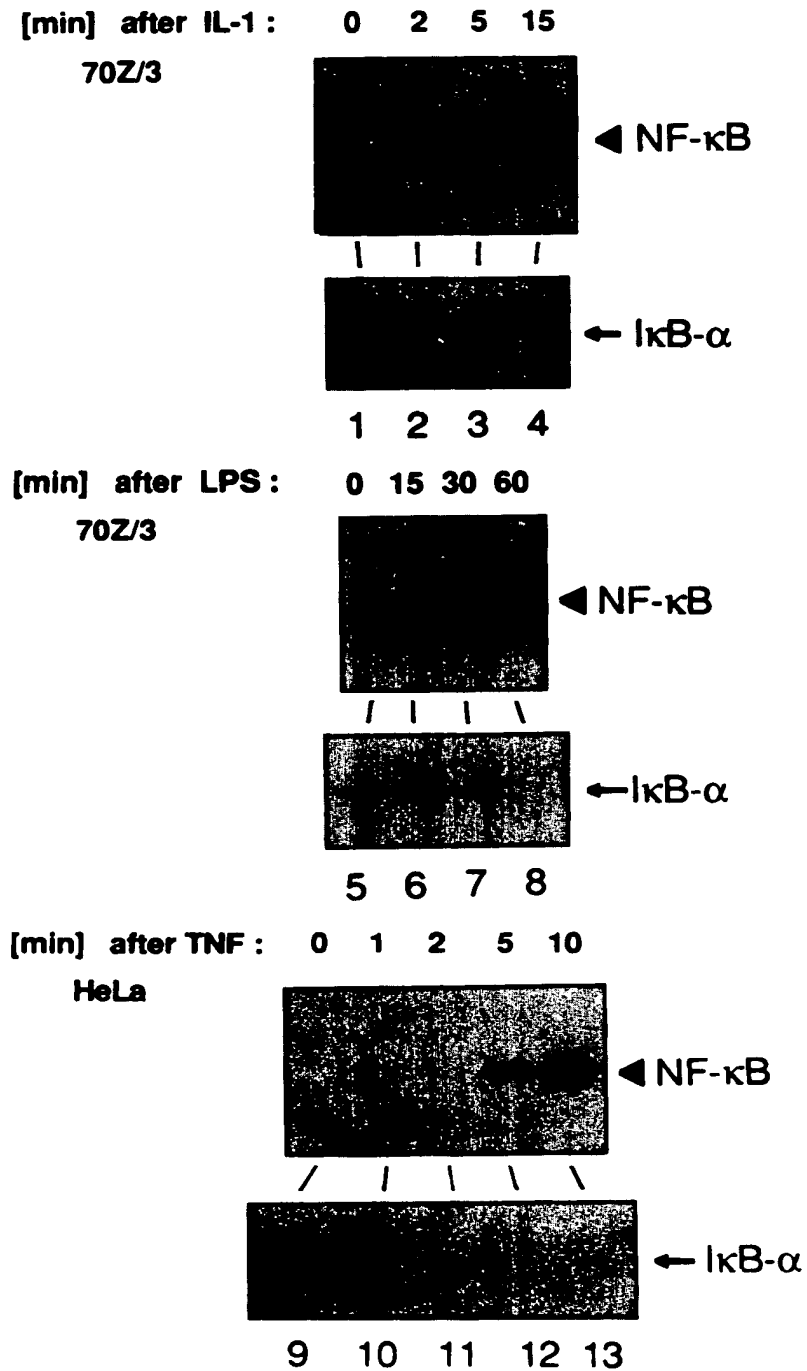 [min] after IL-1 : 0 2 5 15
70Z/3
NF-κB
IκB-α
1 2 3 4
[min] after LPS : 0 15 30 60
70Z/3
NF-κB
IκB-α
5 6 7 8
[min] after TNF : 0 1 2 5 10
HeLa
NF-κB
IκB-α
9 10 11 12 13